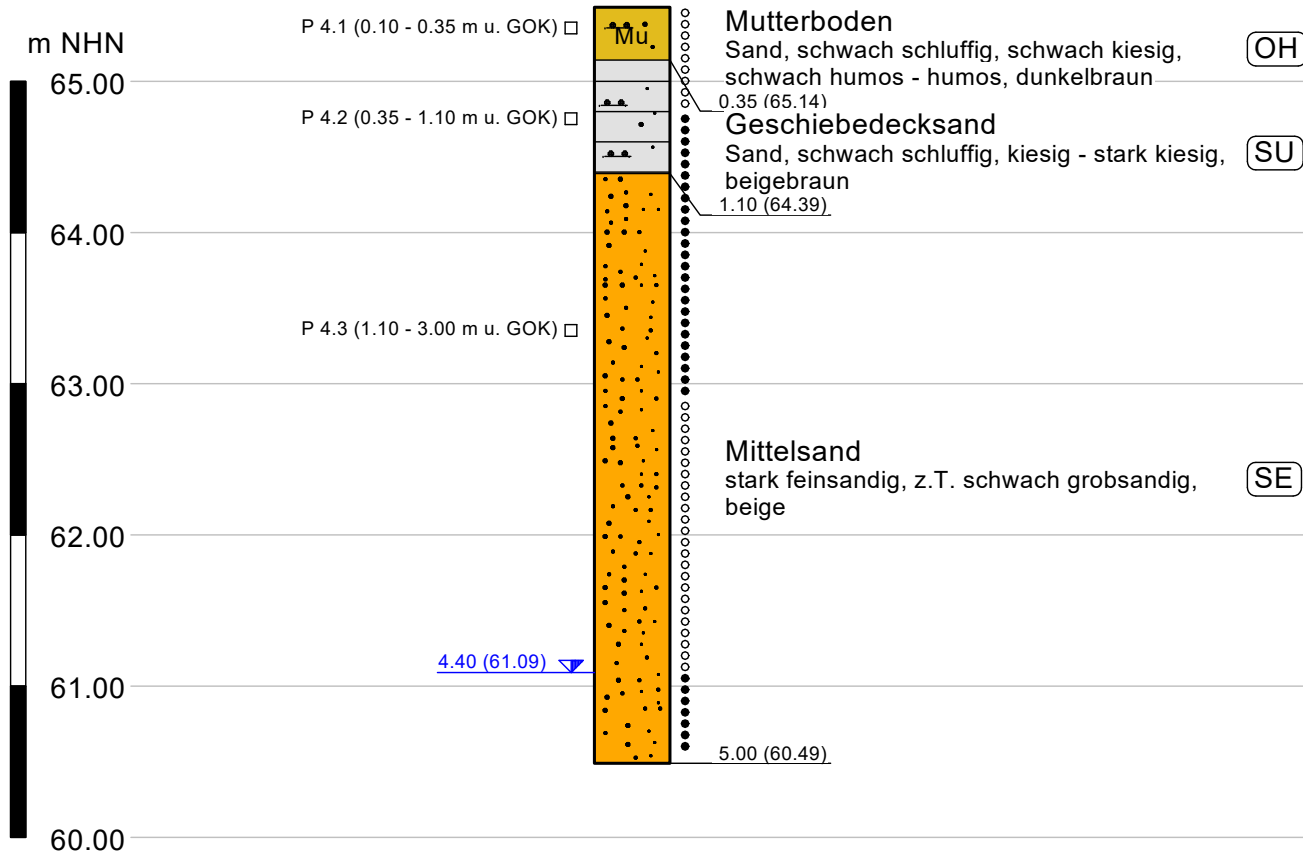 m NHN
65.00
64.00
63.00
62.00
61.00
60.00
P 4.1 (0.10 - 0.35 m u. GOK)
P 4.2 (0.35 - 1.10 m u. GOK)
P 4.3 (1.10 - 3.00 m u. GOK)
4.40 (61.09)
Mu
Mutterboden
Sand, schwach schluffig, schwach kiesig,
schwach humos - humos, dunkelbraun
OH
0.35 (65.14)
Geschiebedecksand
Sand, schwach schluffig, kiesig - stark kiesig,
beigebraun
SU
1.10 (64.39)
Mittelsand
stark feinsandig, z.T. schwach grobsandig,
beige
SE
5.00 (60.49)